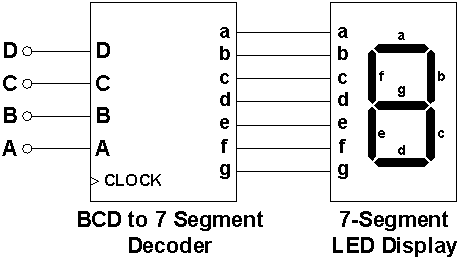 D D
C C
B B
A A
CLOCK
a a
b b
c c
d d
e e
f f
g g
a
f b
g
e c
d
BCD to 7 Segment
Decoder
7-Segment
LED Display